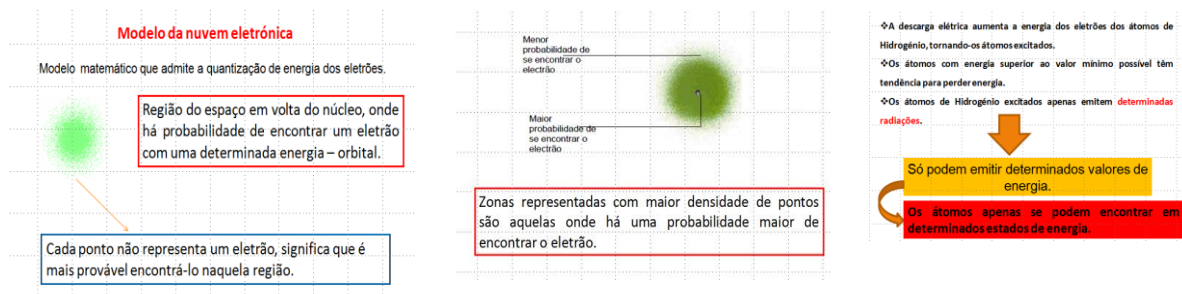 Modelo da nuvem eletrónica
Modelo matemático que admite a quantização de energia dos eletrões.
Região do espaço em volta do núcleo, onde
há probabilidade de encontrar um eletrão
com uma determinada energia – orbital.
Cada ponto não representa um eletrão, significa que é
mais provável encontrá-lo naquela região.
Menor
probabilidade de
se encontrar o
electrão
Maior
probabilidade de
se encontrar o
electrão
Zonas representadas com maior densidade de pontos
são aquelas onde há uma probabilidade maior de
encontrar o eletrão.
❖A descarga elétrica aumenta a energia dos eletrões dos átomos de
Hidrogénio, tornando-os átomos excitados.
❖Os átomos com energia superior ao valor mínimo possível têm
tendência para perder energia.
❖Os átomos de Hidrogénio excitados apenas emitem determinadas
radiações.
Só podem emitir determinados valores de
energia.
Os átomos apenas se podem encontrar em
determinados estados de energia.